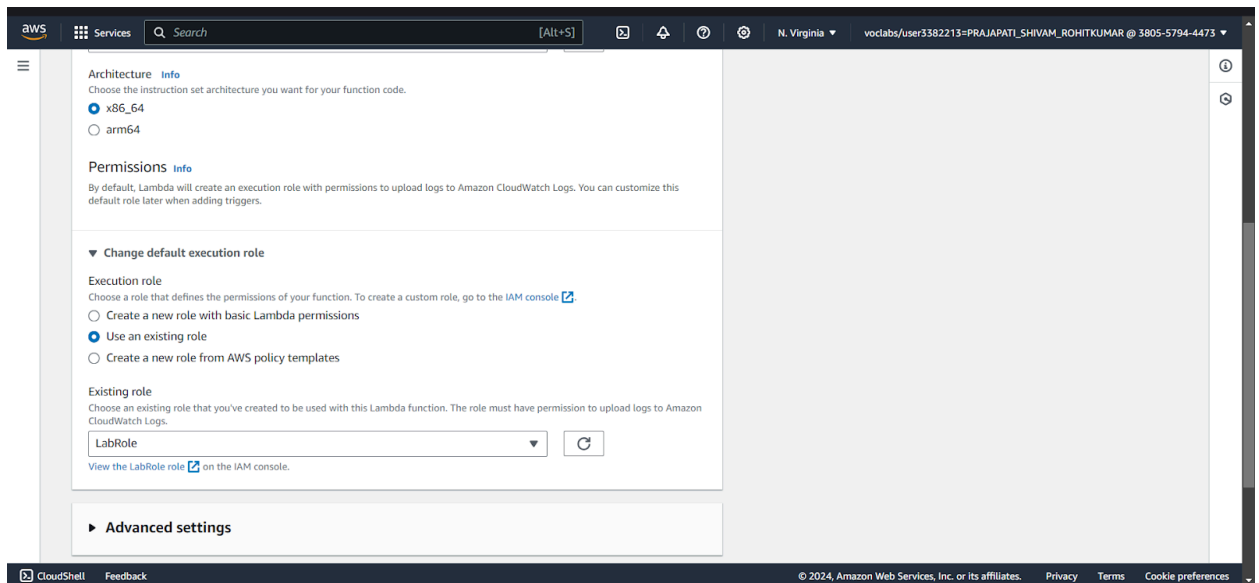 aws
Services
Search
[Alt+S]
N. Virginia
voclabs/user3382213=PRAJAPATI_SHIVAM_ROHITKUMAR @ 3805-5794-4473
Architecture Info
Choose the instruction set architecture you want for your function code.
x86_64
arm64
Permissions Info
By default, Lambda will create an execution role with permissions to upload logs to Amazon CloudWatch Logs. You can customize this
default role later when adding triggers.
Change default execution role
Execution role
Choose a role that defines the permissions of your function. To create a custom role, go to the IAM console.
Create a new role with basic Lambda permissions
Use an existing role
Create a new role from AWS policy templates
Existing role
Choose an existing role that you've created to be used with this Lambda function. The role must have permission to upload logs to Amazon
CloudWatch Logs.
LabRole
View the LabRole role on the IAM console.
Advanced settings
CloudShell
Feedback
© 2024, Amazon Web Services, Inc. or its affiliates.
Privacy
Terms
Cookie preferences